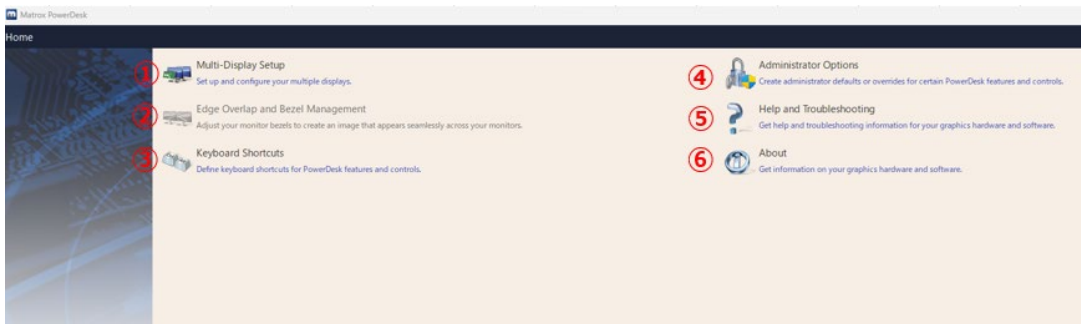 Matrox PowerDesk
Home
① Multi-Display Setup
Set up and configure your multiple displays.
② Edge Overlap and Bezel Management
Adjust your monitor bezels to create an image that appears seamlessly across your monitors.
③ Keyboard Shortcuts
Define keyboard shortcuts for PowerDesk features and controls.
④ Administrator Options
Create administrator defaults or overrides for certain PowerDesk features and controls.
⑤ Help and Troubleshooting
Get help and troubleshooting information for your graphics hardware and software.
⑥ About
Get information on your graphics hardware and software.